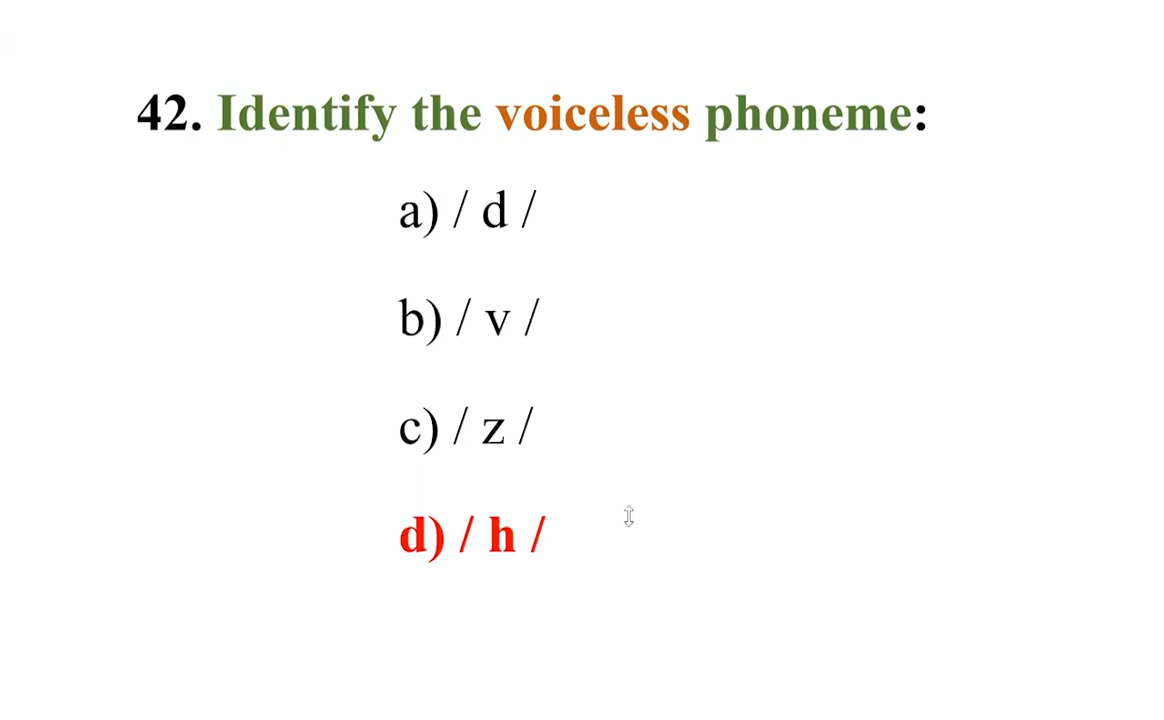 42. Identify the voiceless phoneme:
a) / d /
b) / v /
c) / z /
d) / h /